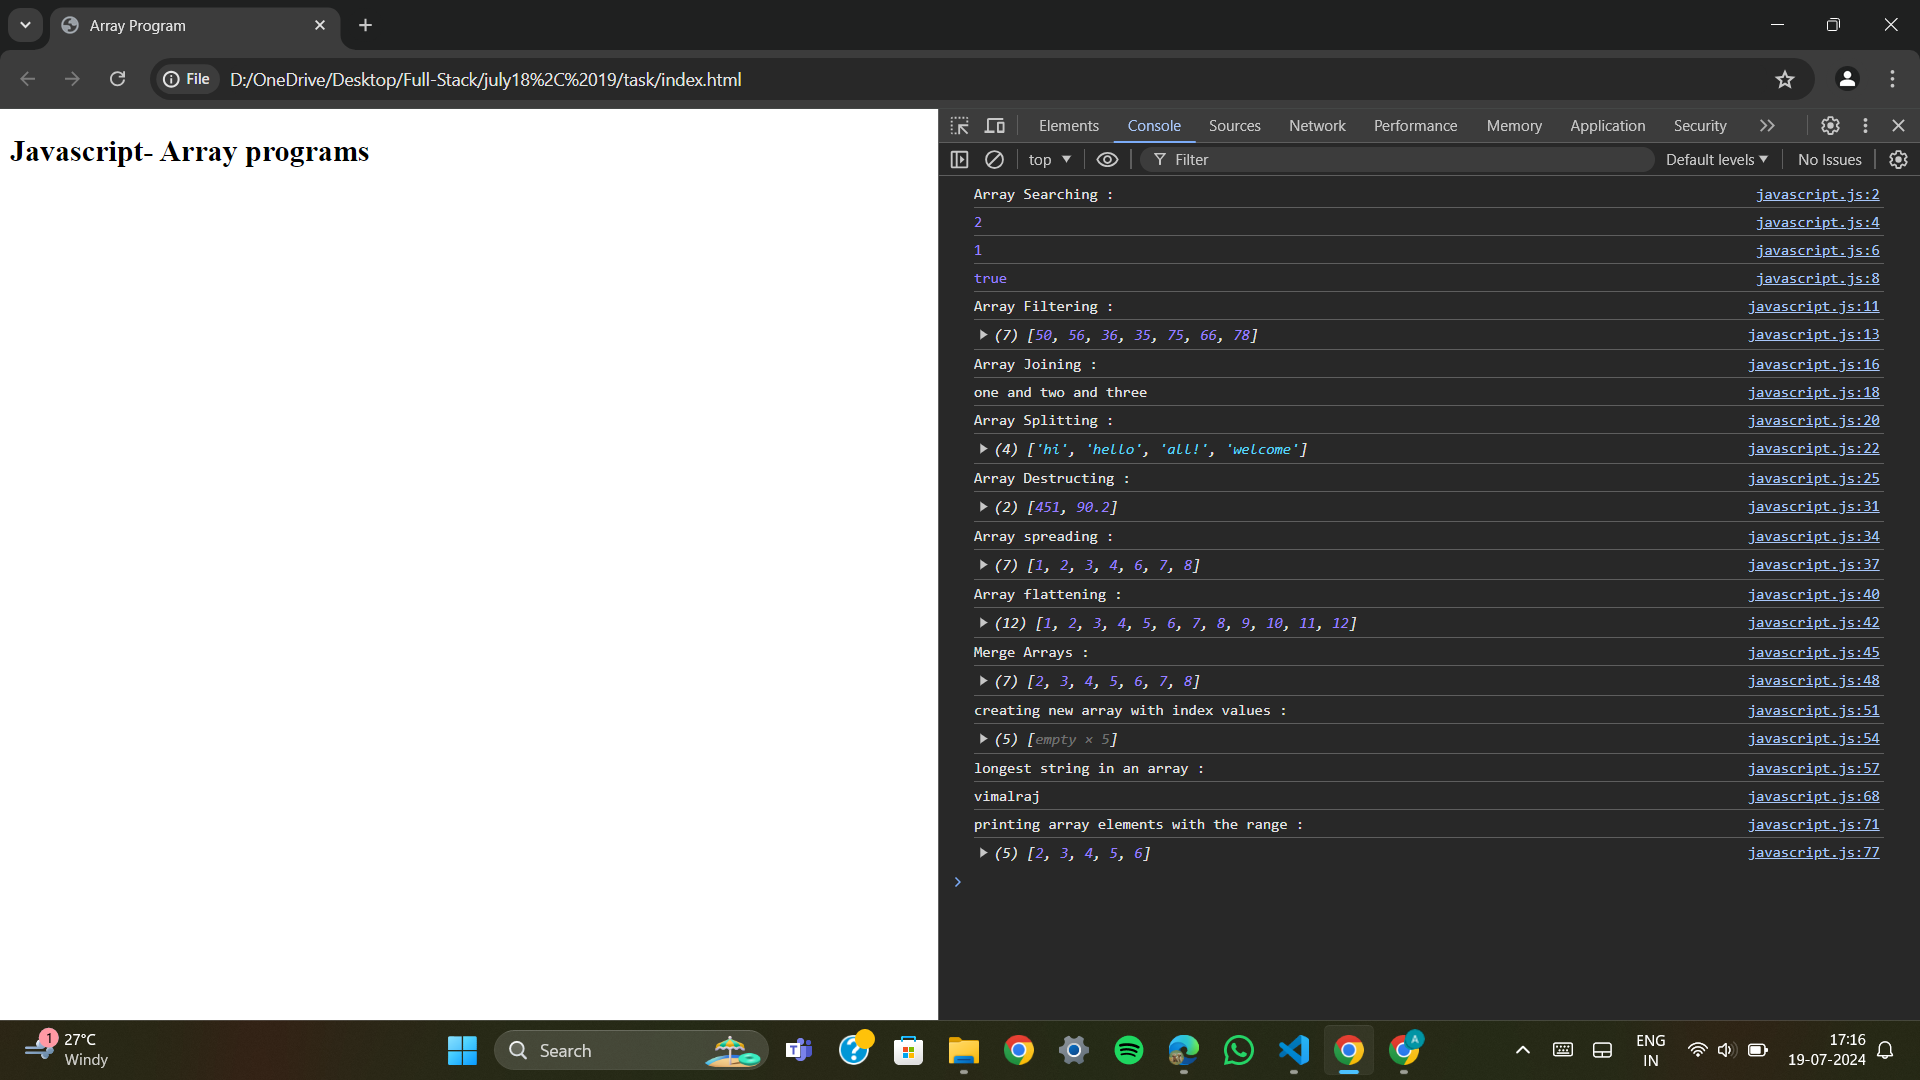 Array Program
File D:/OneDrive/Desktop/Full-Stack/july18%2C%2019/task/index.html
Javascript- Array programs
Elements Console Sources Network Performance Memory Application Security
top Filter Default levels No Issues
Array Searching : javascript.js:2
2 javascript.js:4
1 javascript.js:6
true javascript.js:8
Array Filtering : javascript.js:11
(7) [50, 56, 36, 35, 75, 66, 78] javascript.js:13
Array Joining : javascript.js:16
one and two and three javascript.js:18
Array Splitting : javascript.js:20
(4) ['hi', 'hello', 'all!', 'welcome'] javascript.js:22
Array Destructing : javascript.js:25
(2) [451, 90.2] javascript.js:31
Array spreading : javascript.js:34
(7) [1, 2, 3, 4, 6, 7, 8] javascript.js:37
Array flattening : javascript.js:40
(12) [1, 2, 3, 4, 5, 6, 7, 8, 9, 10, 11, 12] javascript.js:42
Merge Arrays : javascript.js:45
(7) [2, 3, 4, 5, 6, 7, 8] javascript.js:48
creating new array with index values : javascript.js:51
(5) [empty × 5] javascript.js:54
longest string in an array : javascript.js:57
vimalraj javascript.js:68
printing array elements with the range : javascript.js:71
(5) [2, 3, 4, 5, 6] javascript.js:77
1
27°C
Windy
Search
T
?
A
ENG
IN
17:16
19-07-2024